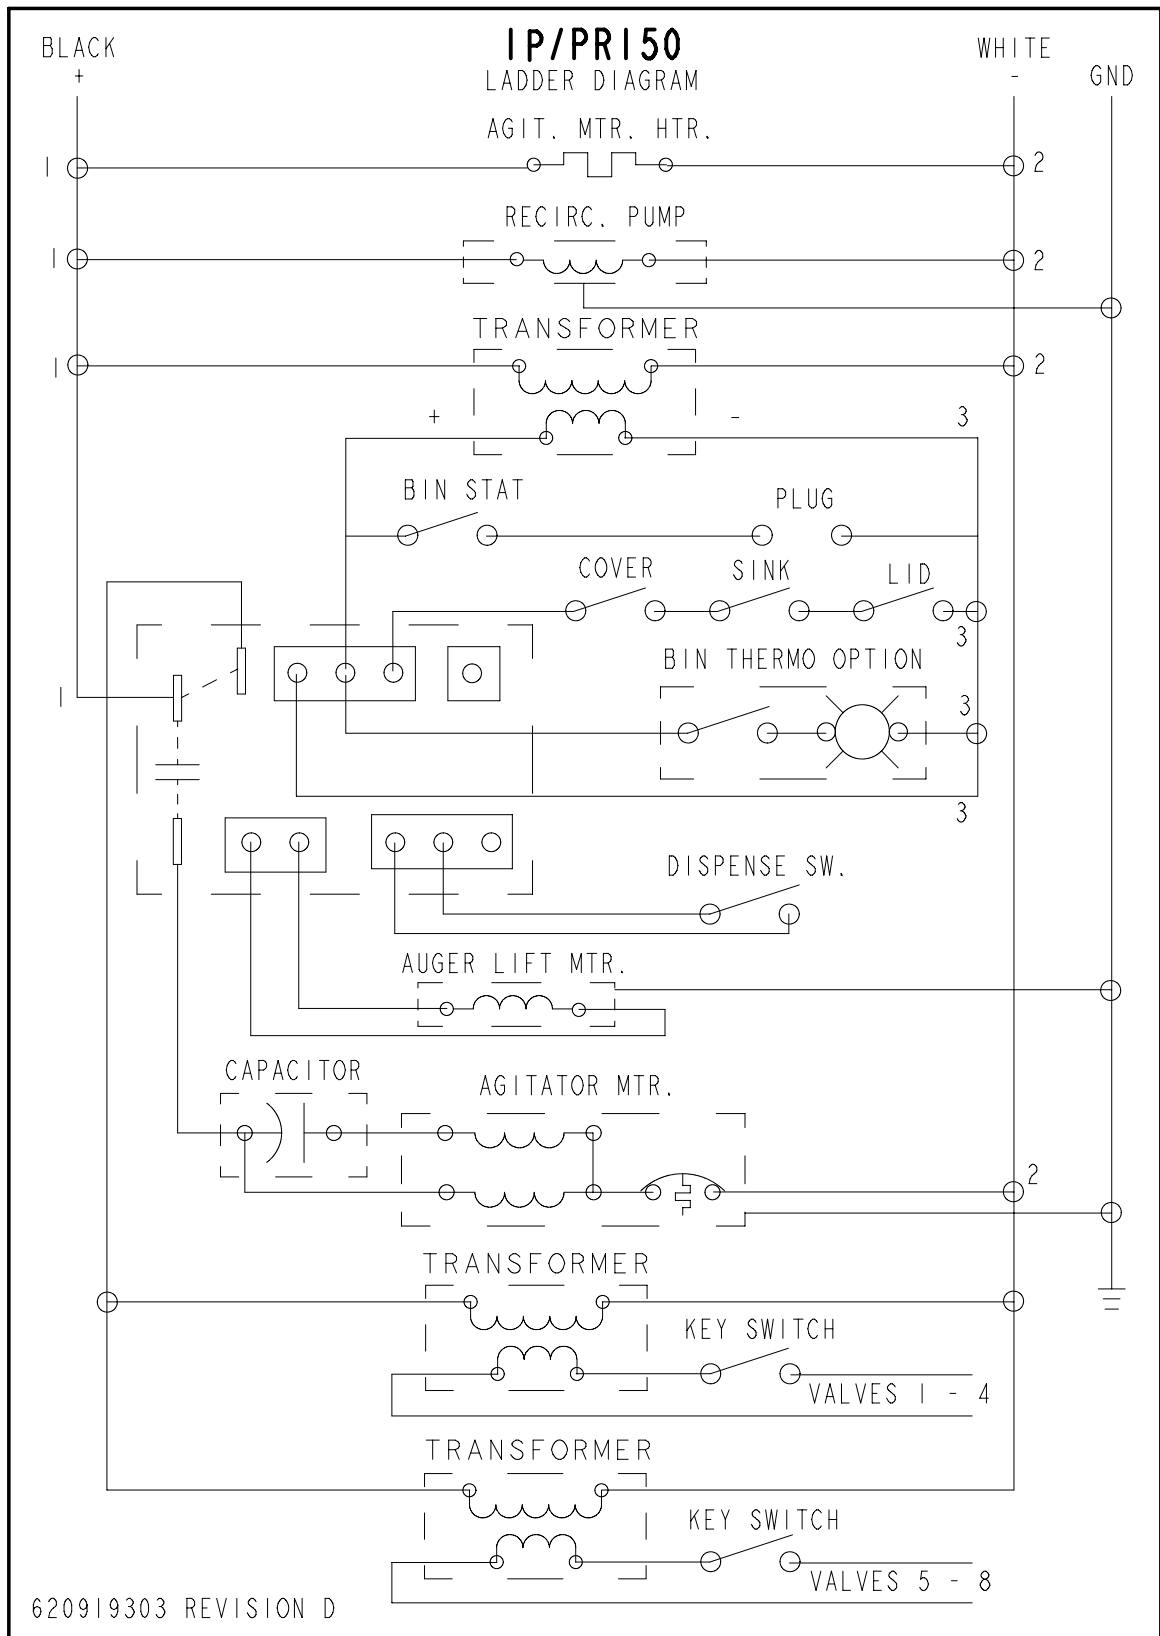 IP/PR150
BLACK
WHITE
+
-
GND
LADDER DIAGRAM
AGIT. MTR. HTR.
1
2
RECIRC. PUMP
1
2
TRANSFORMER
1
2
+
-
3
BIN STAT
PLUG
COVER
SINK
LID
3
BIN THERMO OPTION
1
3
3
DISPENSE SW.
AUGER LIFT MTR.
CAPACITOR
AGITATOR MTR.
2
TRANSFORMER
KEY SWITCH
VALVES 1 - 4
TRANSFORMER
KEY SWITCH
VALVES 5 - 8
620919303 REVISION D